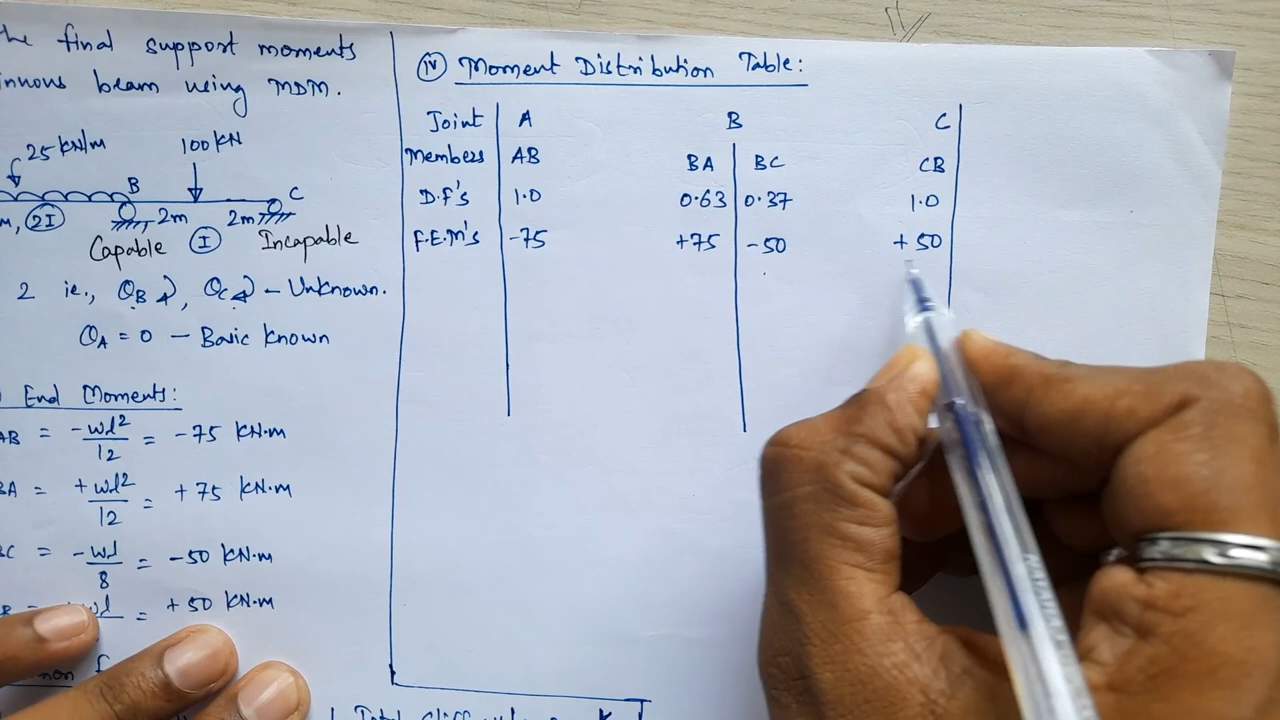 the final support moments
beam using MDM.
25 KN/m
100 KN
B
C
2I
2m
2m
Capable
I
Incapable
2 ie., θB, θC - Unknown.
θA = 0 - Basic Known
End Moments:
AB = -wl²/12 = -75 KN.m
BA = +wl²/12 = +75 KN.m
BC = -wl/8 = -50 KN.m
= +50 KN.m
(iv) Moment Distribution Table:
Joint A B C
Members AB BA BC CB
D.F's 1.0 0.63 0.37 1.0
F.E.M's -75 +75 -50 +50
Total